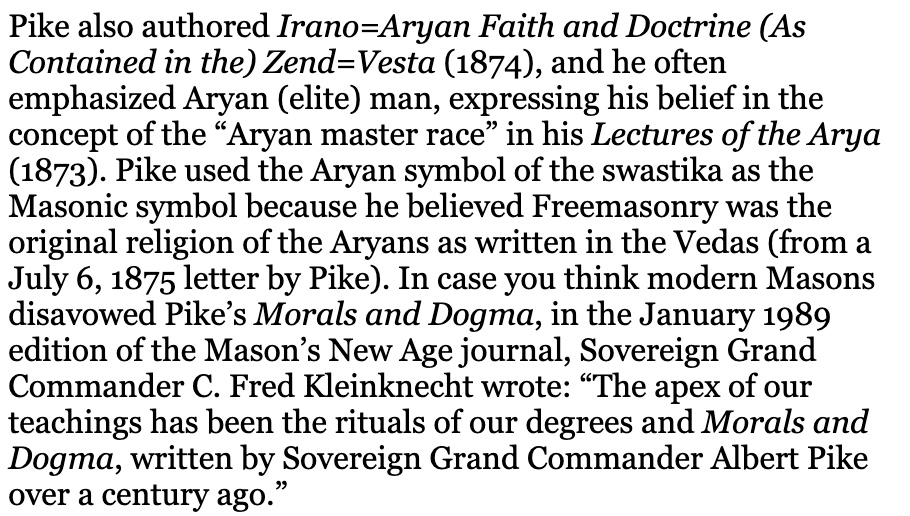 Pike also authored Irano=Aryan Faith and Doctrine (As
Contained in the) Zend=Vesta (1874), and he often
emphasized Aryan (elite) man, expressing his belief in the
concept of the “Aryan master race” in his Lectures of the Arya
(1873). Pike used the Aryan symbol of the swastika as the
Masonic symbol because he believed Freemasonry was the
original religion of the Aryans as written in the Vedas (from a
July 6, 1875 letter by Pike). In case you think modern Masons
disavowed Pike’s Morals and Dogma, in the January 1989
edition of the Mason’s New Age journal, Sovereign Grand
Commander C. Fred Kleinknecht wrote: “The apex of our
teachings has been the rituals of our degrees and Morals and
Dogma, written by Sovereign Grand Commander Albert Pike
over a century ago.”